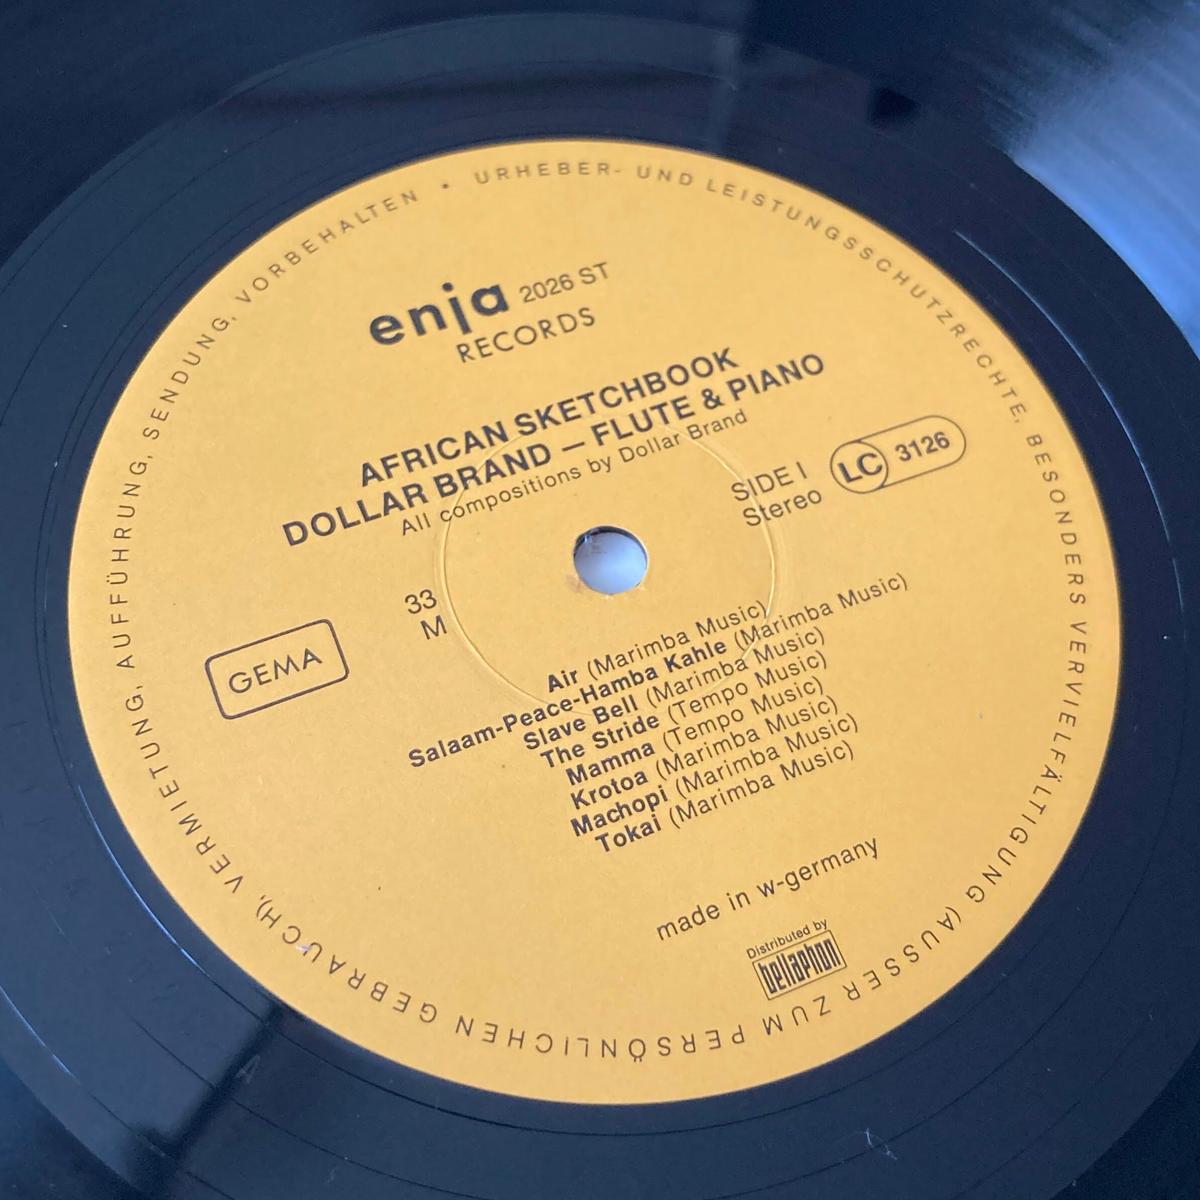 URHEBER- UND LEISTUNGSSCHUTZRECHTE, BESONDERS VERVIELFÄLTIGUNG (AUSSER ZUM PERSÖNLICHEN GEBRAUCH), VERMIETUNG, AUFFÜHRUNG, SENDUNG, VORBEHALTEN •
enja 2026 ST
RECORDS
AFRICAN SKETCHBOOK
DOLLAR BRAND — FLUTE & PIANO
All compositions by Dollar Brand
SIDE I
Stereo
LC 3126
33
M
GEMA
Air (Marimba Music)
Salaam-Peace-Hamba Kahle (Marimba Music)
Slave Bell (Marimba Music)
The Stride (Tempo Music)
Mamma (Tempo Music)
Krotoa (Marimba Music)
Machopi (Marimba Music)
Tokai (Marimba Music)
made in w-germany
Distributed by
bellaphon